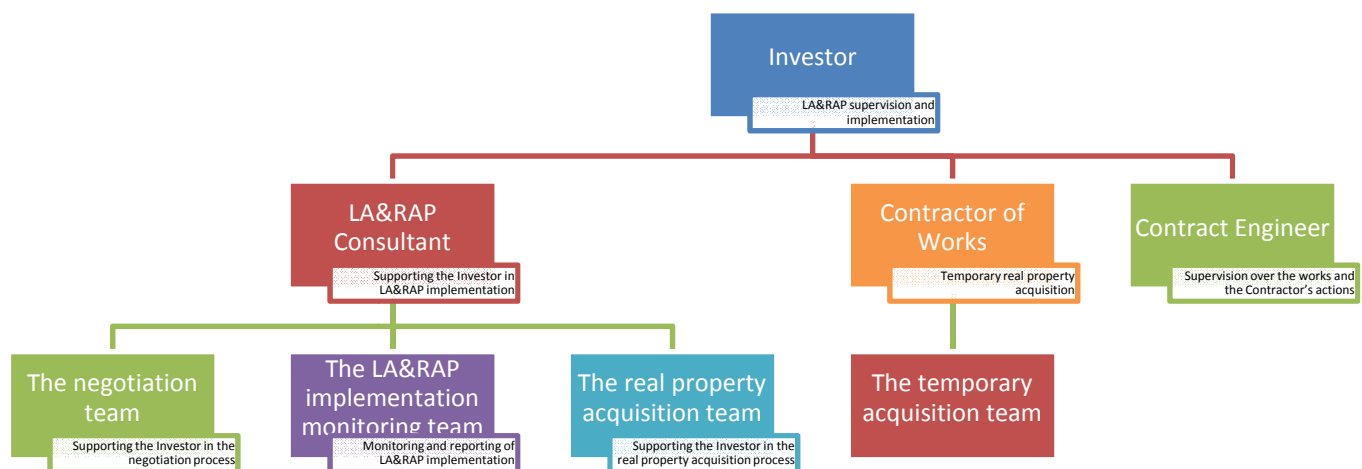 Investor
LA&RAP supervision and
implementation
LA&RAP
Consultant
Supporting the Investor in
LA&RAP implementation
Contractor of
Works
Temporary real property
acquisition
Contract Engineer
Supervision over the works and
the Contractor's actions
The negotiation
team
Supporting the Investor in the
negotiation process
The LA&RAP
implementation
monitoring team
Monitoring and reporting of
LA&RAP implementation
The real property
acquisition team
Supporting the Investor in the
real property acquisition process
The temporary
acquisition team